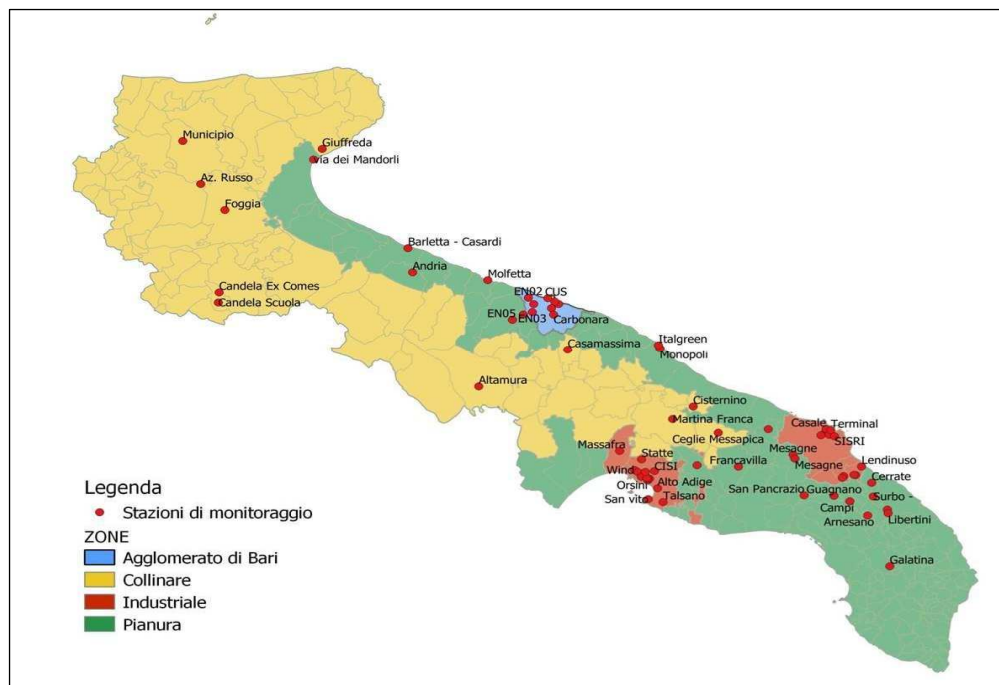 Municipio
Giuffreda
via dei Mandorli
Az. Russo
Foggia
Barletta - Casardi
Andria
Molfetta
Candela Ex Comes
Candela Scuola
EN02 CUS
EN05 EN03 Carbonara
Italgreen
Casamassima
Monopoli
Altamura
Cisternino
Martina Franca
Casale Terminal
Massafra
Ceglie Messapica
SISRI
Statte
Mesagne
Wind
CISI
Francavilla
Mesagne
Lendinuso
Orsini
Alto Adige
Cerrate
San vito
Talsano
San Pancrazio Guagnano
Surbo -
Campi
Arnesano
Libertini
Galatina
Legenda
Stazioni di monitoraggio
ZONE
Agglomerato di Bari
Collinare
Industriale
Pianura